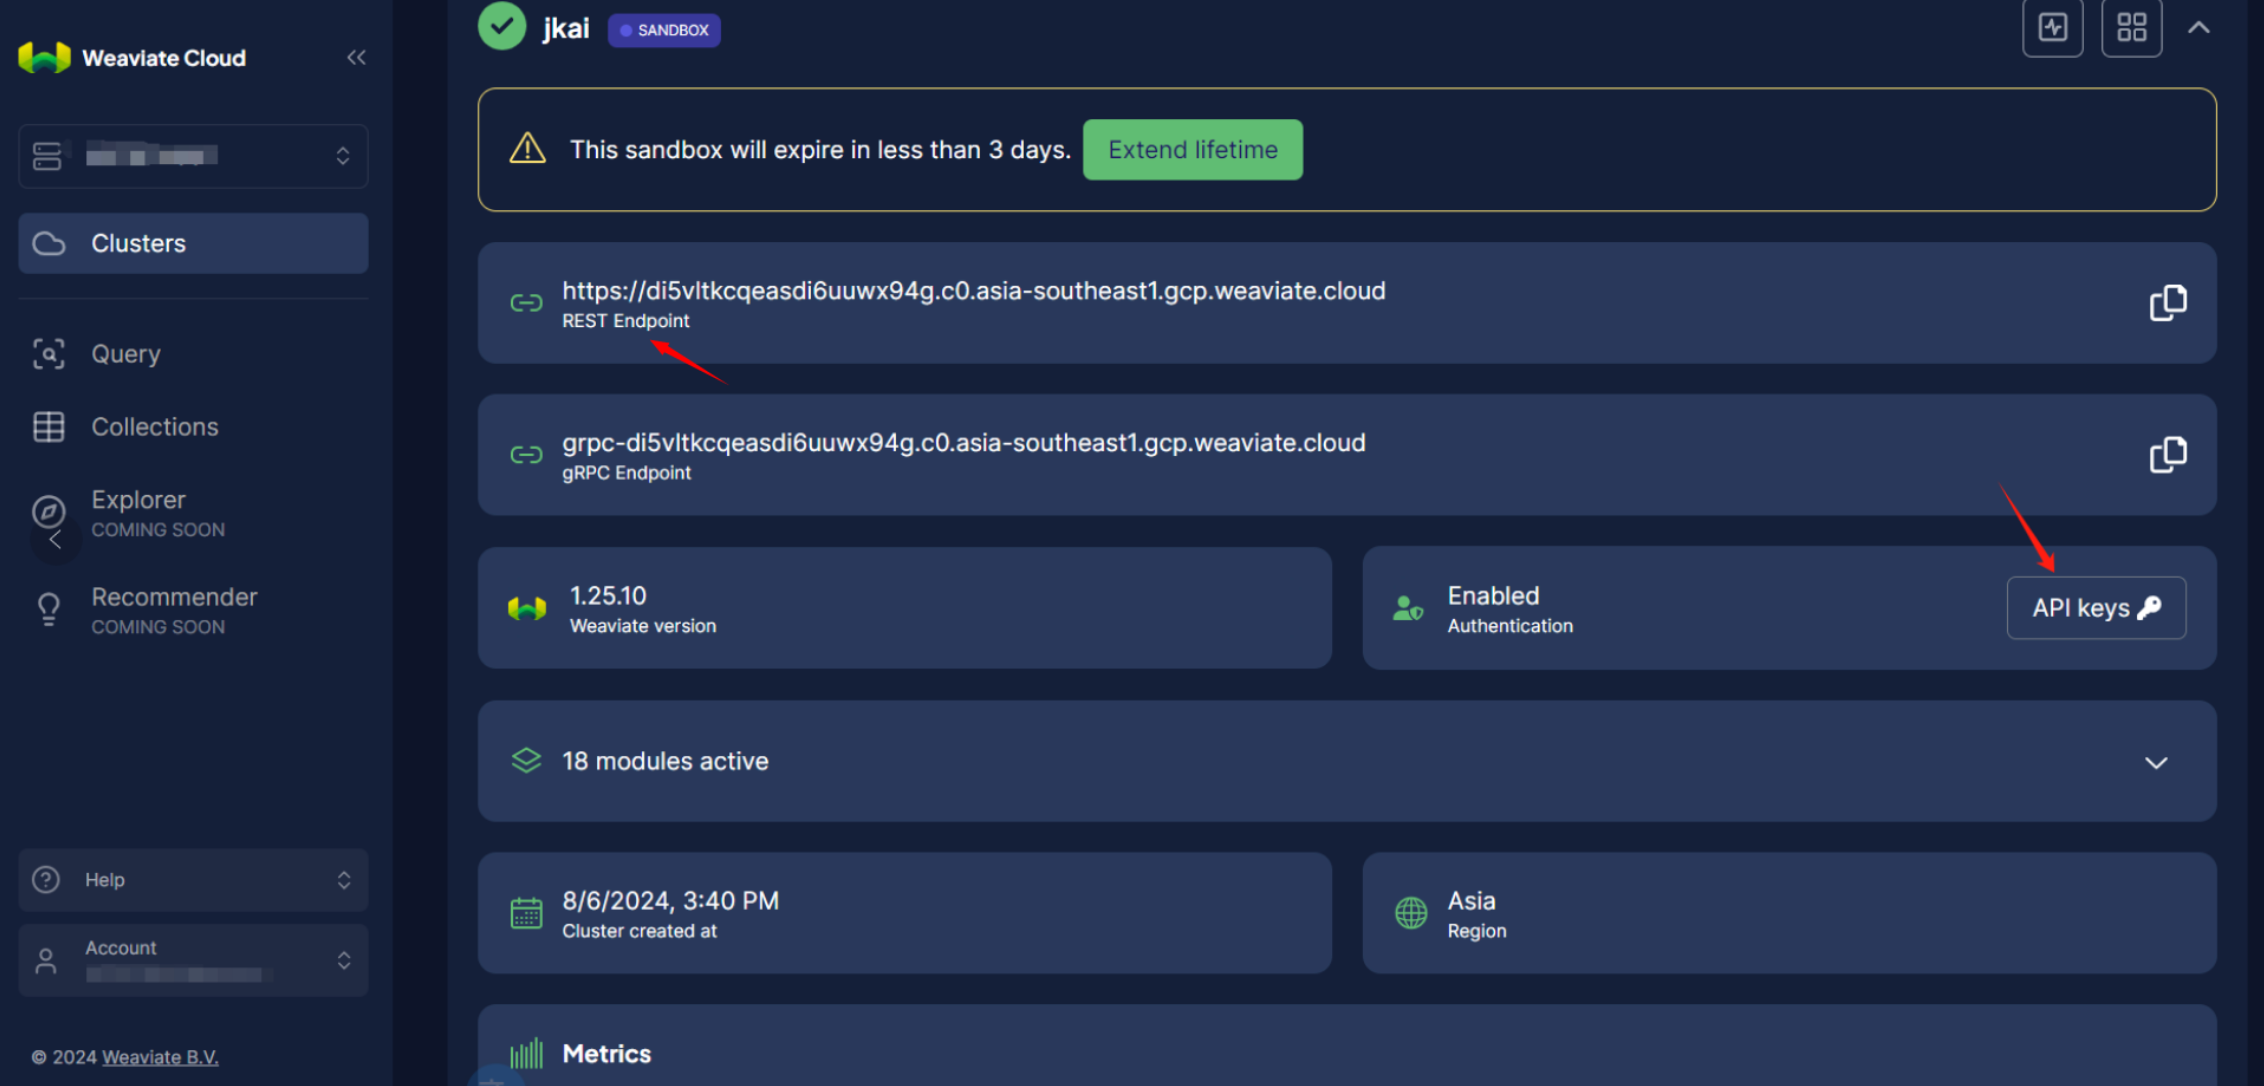 Weaviate Cloud
Clusters
Query
Collections
Explorer
COMING SOON
Recommender
COMING SOON
Help
Account
© 2024 Weaviate B.V.
jkai
SANDBOX
This sandbox will expire in less than 3 days.
Extend lifetime
https://di5vltkcqeasdi6uuwx94g.c0.asia-southeast1.gcp.weaviate.cloud
REST Endpoint
grpc-di5vltkcqeasdi6uuwx94g.c0.asia-southeast1.gcp.weaviate.cloud
gRPC Endpoint
1.25.10
Weaviate version
Enabled
Authentication
API keys
18 modules active
8/6/2024, 3:40 PM
Cluster created at
Asia
Region
Metrics